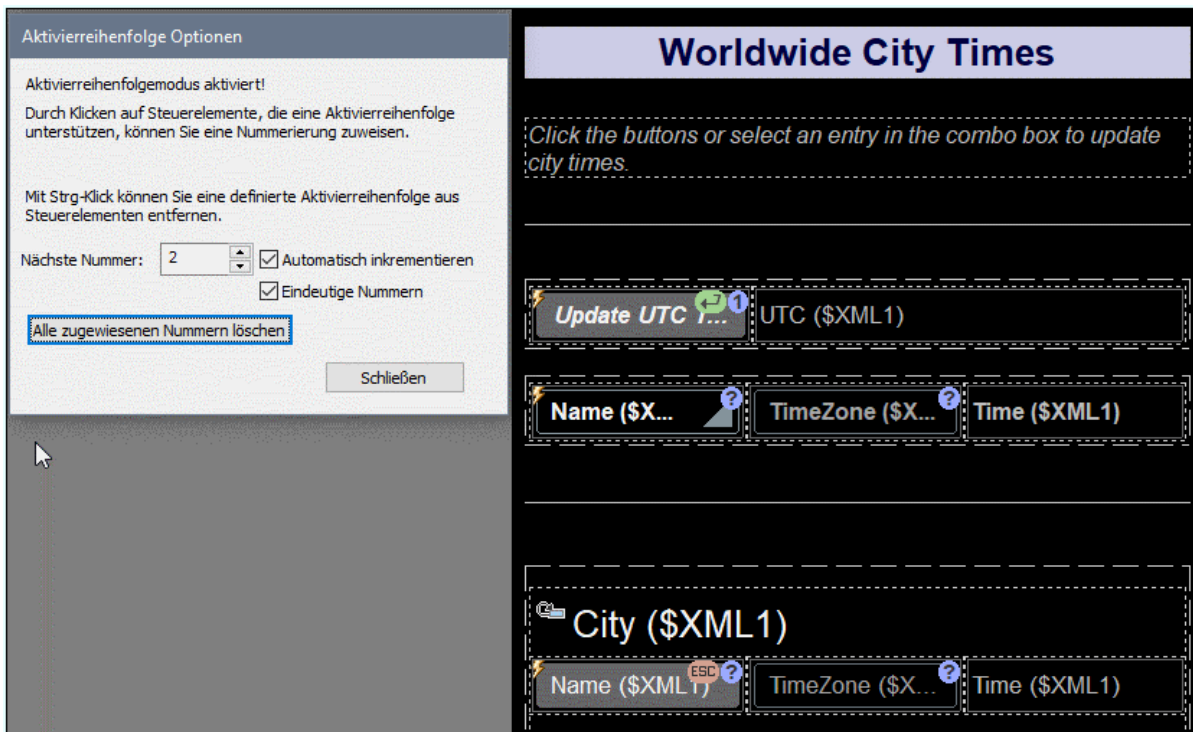 Aktivierreihenfolge Optionen
Aktivierreihenfolgemodus aktiviert!
Durch Klicken auf Steuerelemente, die eine Aktivierreihenfolge
unterstützen, können Sie eine Nummerierung zuweisen.
Mit Strg-Klick können Sie eine definierte Aktivierreihenfolge aus
Steuerelementen entfernen.
Nächste Nummer: 2 Automatisch inkrementieren
Eindeutige Nummern
Alle zugewiesenen Nummern löschen
Schließen
Worldwide City Times
Click the buttons or select an entry in the combo box to update
city times.
Update UTC T... 1 UTC ($XML1)
Name ($X... ? TimeZone ($X... ? Time ($XML1)
City ($XML1)
Name ($XML1) ESC ? TimeZone ($X... ? Time ($XML1)